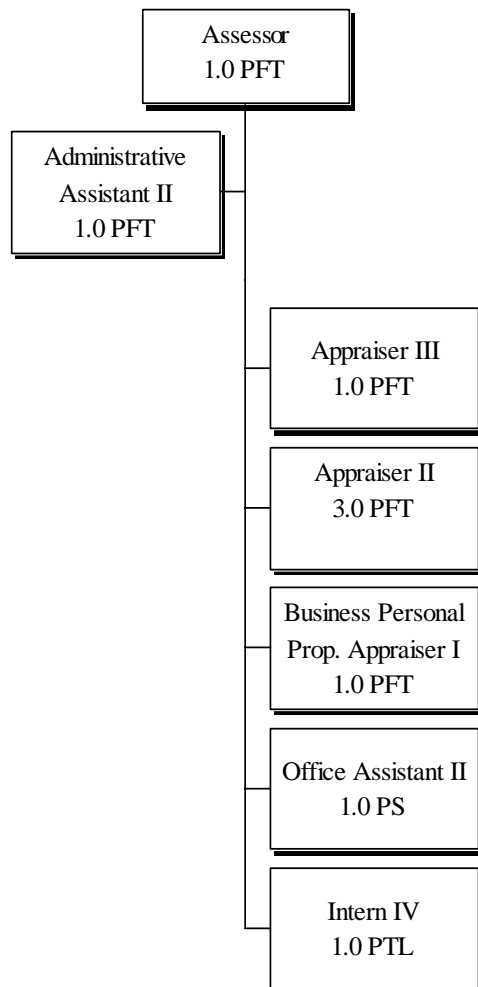 Assessor
1.0 PFT
Administrative
Assistant II
1.0 PFT
Appraiser III
1.0 PFT
Appraiser II
3.0 PFT
Business Personal
Prop. Appraiser I
1.0 PFT
Office Assistant II
1.0 PS
Intern IV
1.0 PTL